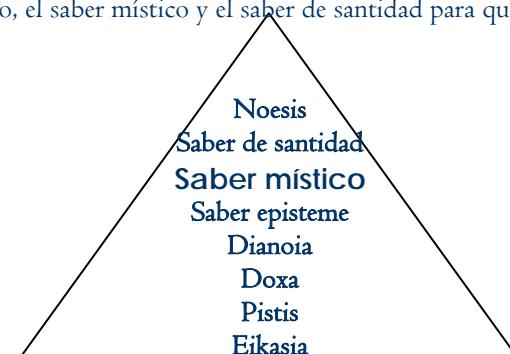 el saber místico y el saber de santidad para
Noesis
Saber de santidad
Saber místico
Saber episteme
Dianoia
Doxa
Pistis
Eikasia